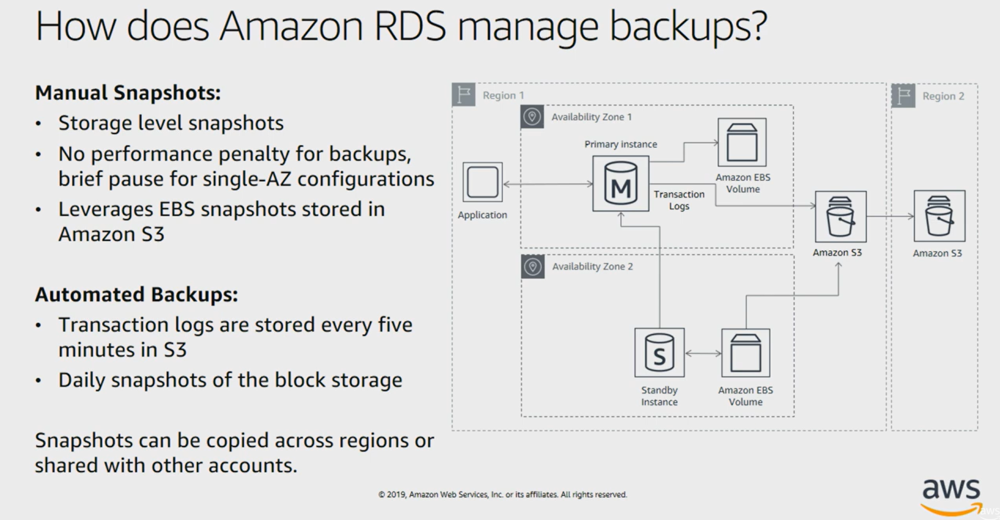 How does Amazon RDS manage backups?
Manual Snapshots:
• Storage level snapshots
• No performance penalty for backups,
brief pause for single-AZ configurations
• Leverages EBS snapshots stored in
Amazon S3
Automated Backups:
• Transaction logs are stored every five
minutes in S3
• Daily snapshots of the block storage
Snapshots can be copied across regions or
shared with other accounts.
Region 1
Region 2
Availability Zone 1
Primary instance
M
Amazon EBS
Volume
Transaction
Logs
Application
Amazon S3
Amazon S3
Availability Zone 2
S
Standby
Instance
Amazon EBS
Volume
© 2019, Amazon Web Services, Inc. or its affiliates. All rights reserved.
aws
aws